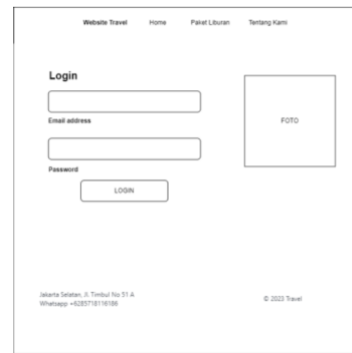 Website Travel Home Paket Liburan Tentang Kami
Login
Email address
FOTO
Password
LOGIN
Jakarta Selatan, Jl. Timbul No 51 A
Whatsapp +6285718116186
© 2023 Travel